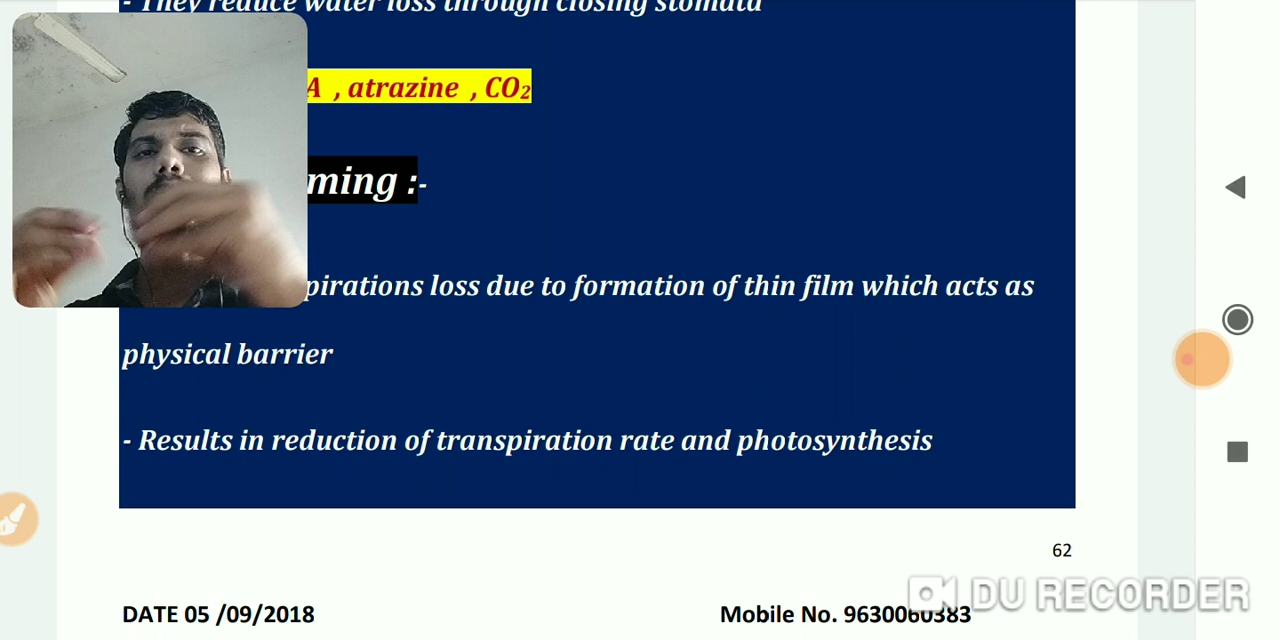 - They reduce water loss through closing stomata
A , atrazine , CO₂
ming :-
pirations loss due to formation of thin film which acts as
physical barrier
- Results in reduction of transpiration rate and photosynthesis
62
DATE 05 /09/2018
Mobile No. 9630060383
DU RECORDER